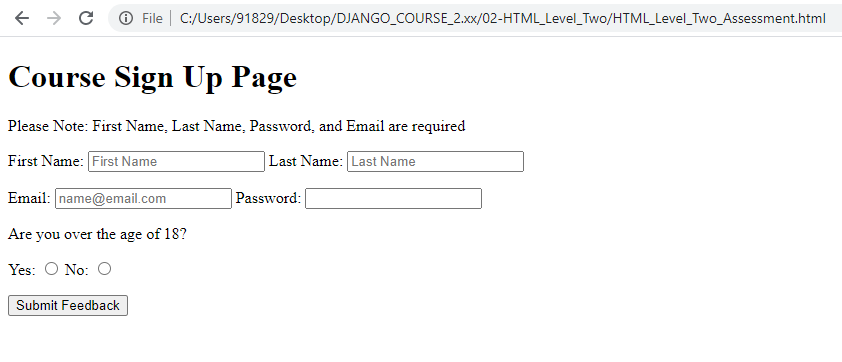 File | C:/Users/91829/Desktop/DJANGO_COURSE_2.xx/02-HTML_Level_Two/HTML_Level_Two_Assessment.html
Course Sign Up Page
Please Note: First Name, Last Name, Password, and Email are required
First Name: First Name Last Name: Last Name
Email: name@email.com Password:
Are you over the age of 18?
Yes: No:
Submit Feedback